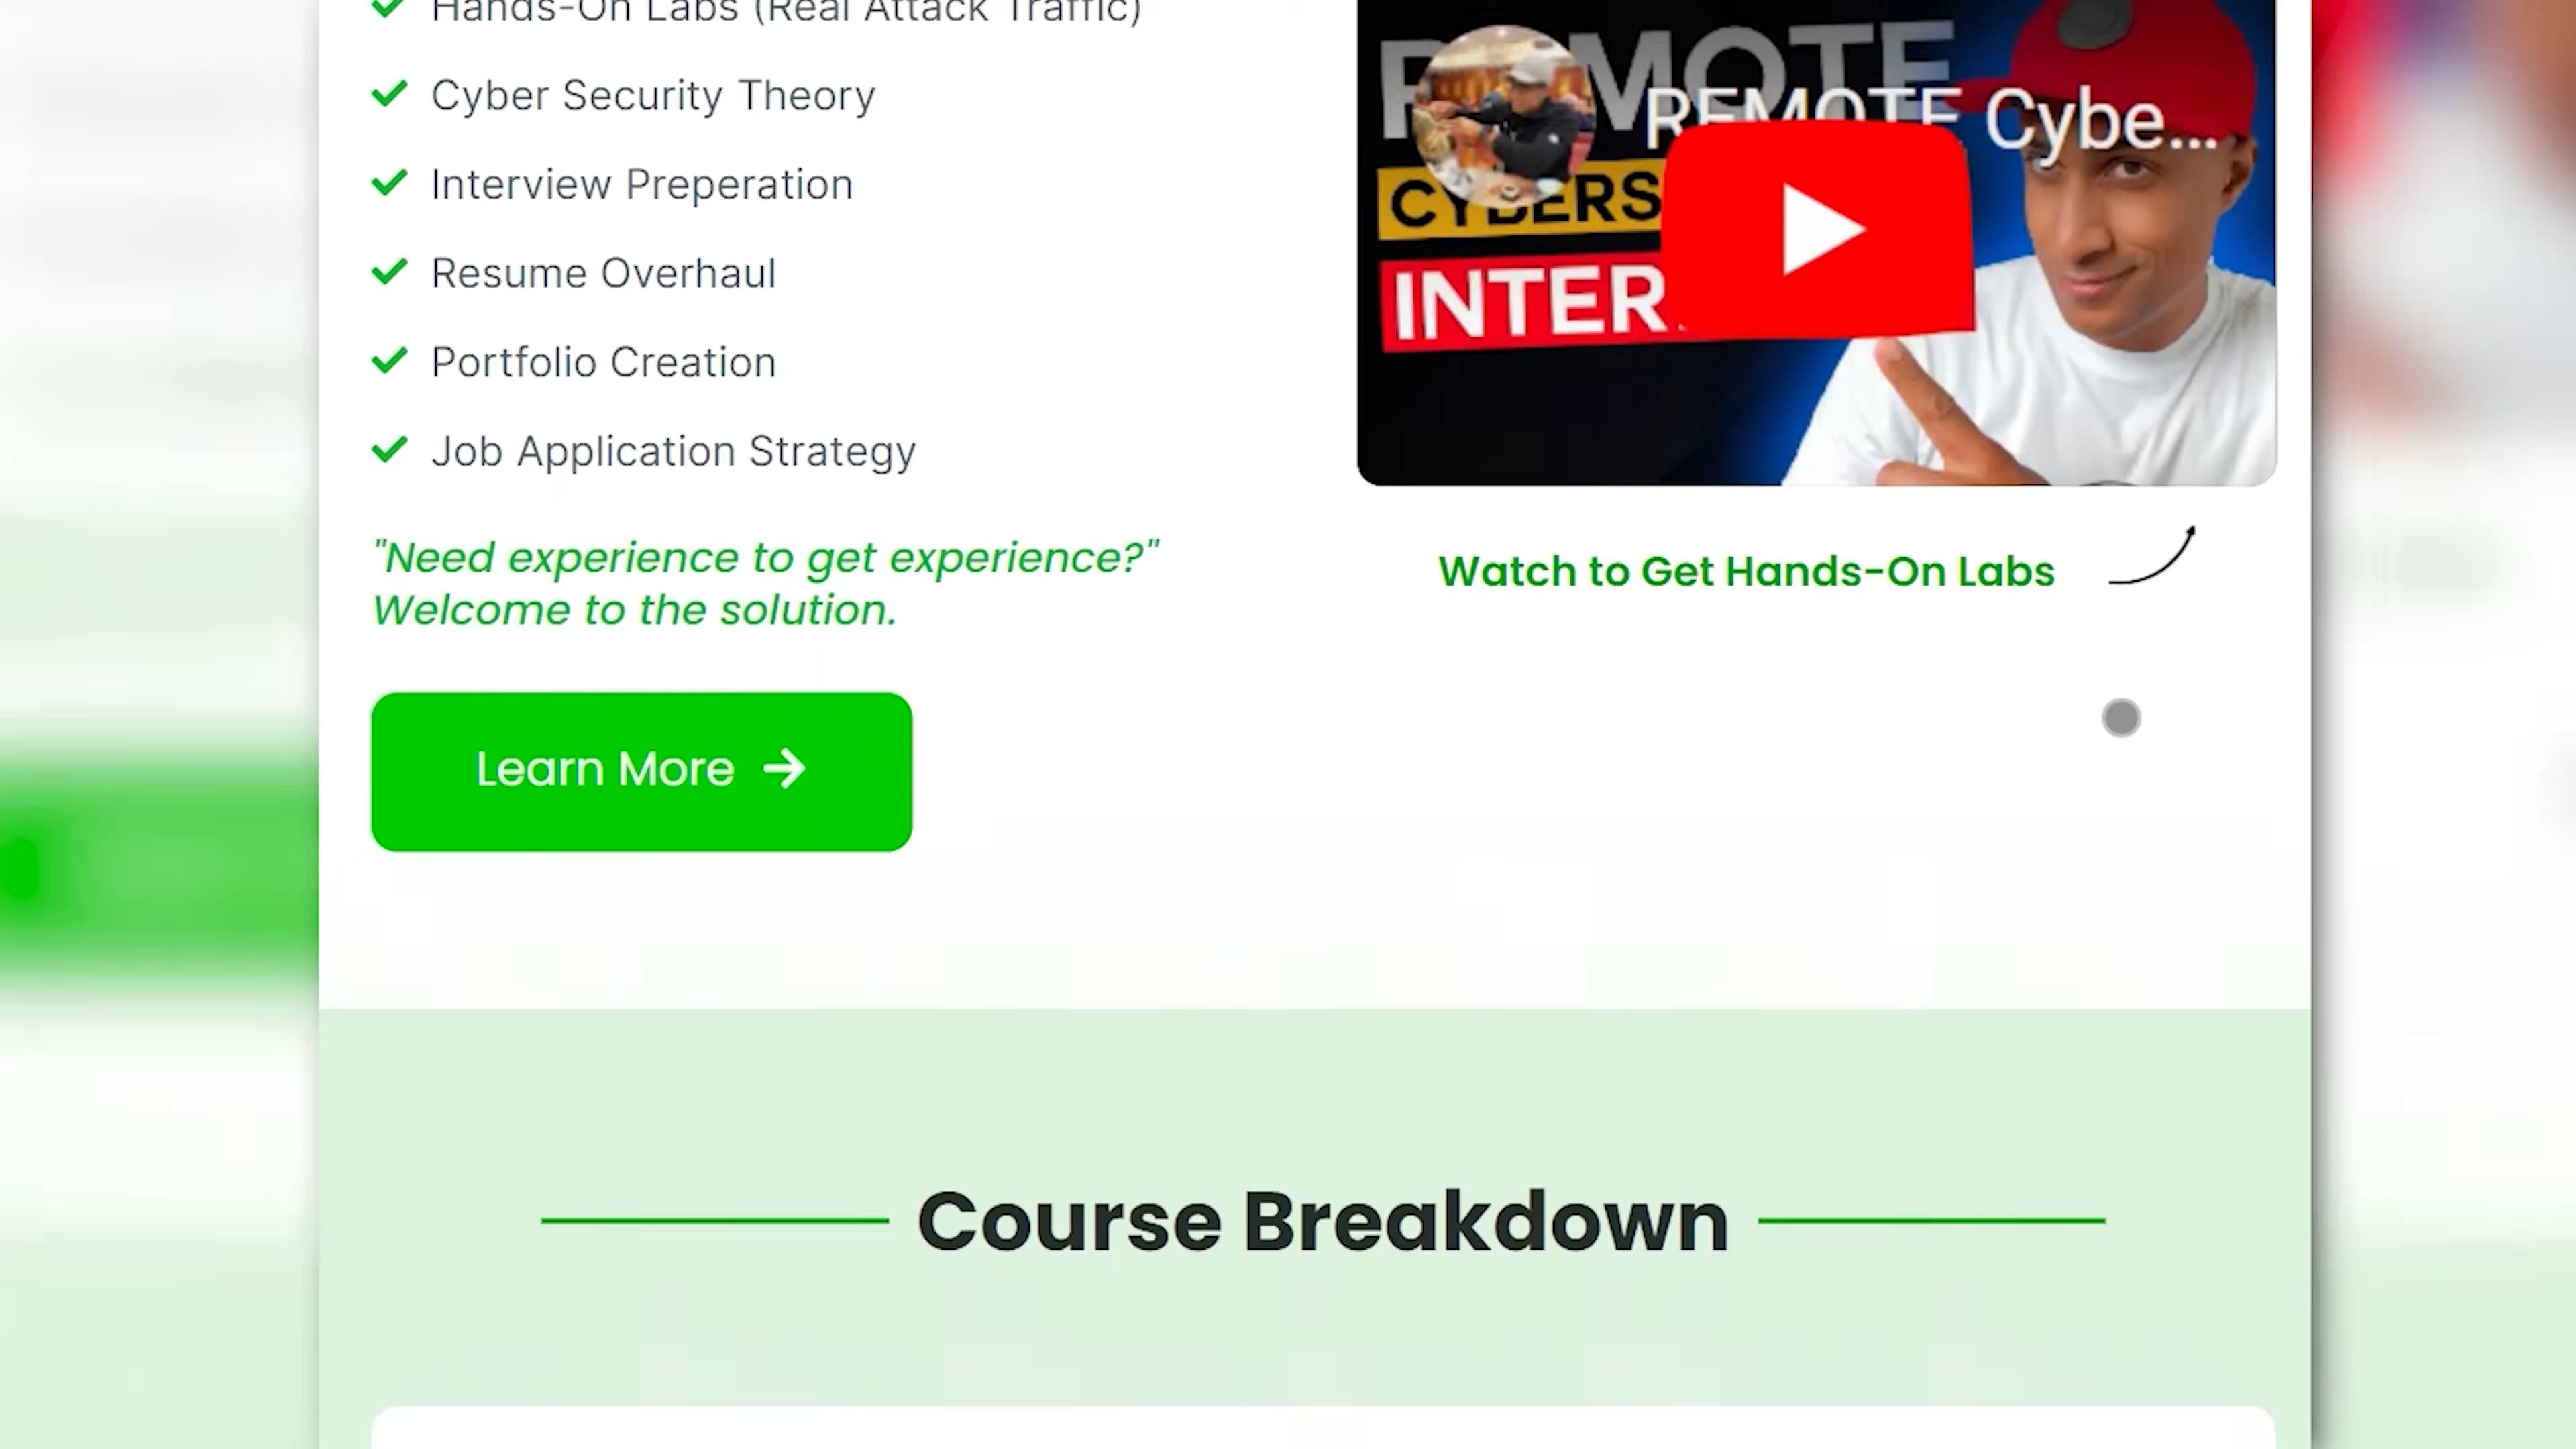 Hands-On Labs (Real Attack Traffic)
Cyber Security Theory
Interview Preperation
Resume Overhaul
Portfolio Creation
Job Application Strategy
"Need experience to get experience?"
Welcome to the solution.
Learn More
REMOTE Cybe...
INTER
Watch to Get Hands-On Labs
Course Breakdown